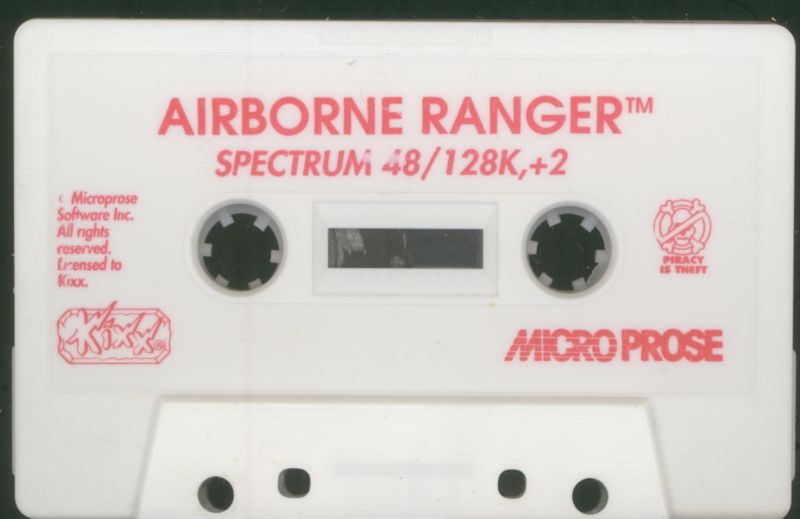 AIRBORNE RANGER™
SPECTRUM 48/128K,+2
Microprose
Software Inc.
All rights
reserved.
Licensed to
Kixx.
PIRACY
IS THEFT
Kixx®
MICRO PROSE